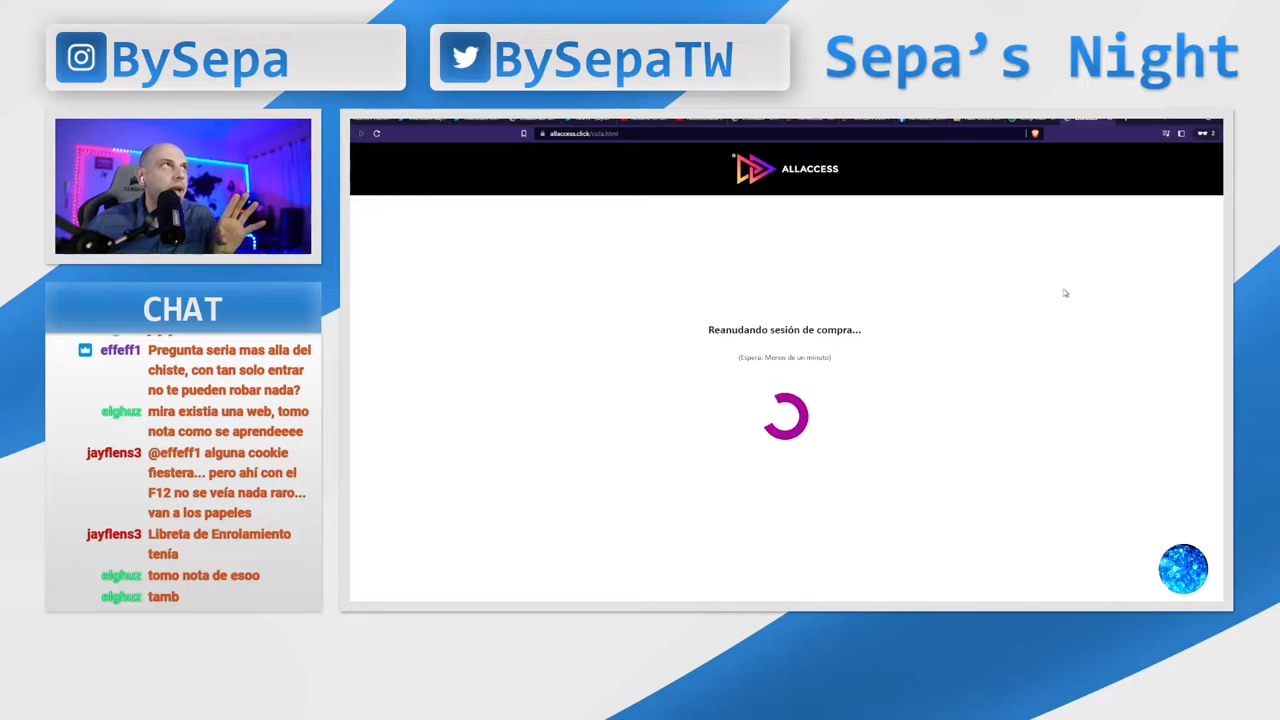 BySepa
BySepaTW
Sepa's Night
allaccess.click/cola.html
2
ALLACCESS
Reanudando sesión de compra...
(Espera: Menos de un minuto)
CHAT
effeff1 Pregunta seria mas alla del
chiste, con tan solo entrar
no te pueden robar nada?
elghuz mira existia una web, tomo
nota como se aprendeeee
jayflens3 @effeff1 alguna cookie
fiestera... pero ahí con el
F12 no se veía nada raro...
van a los papeles
jayflens3 Libreta de Enrolamiento
tenía
elghuz tomo nota de esoo
elghuz tamb